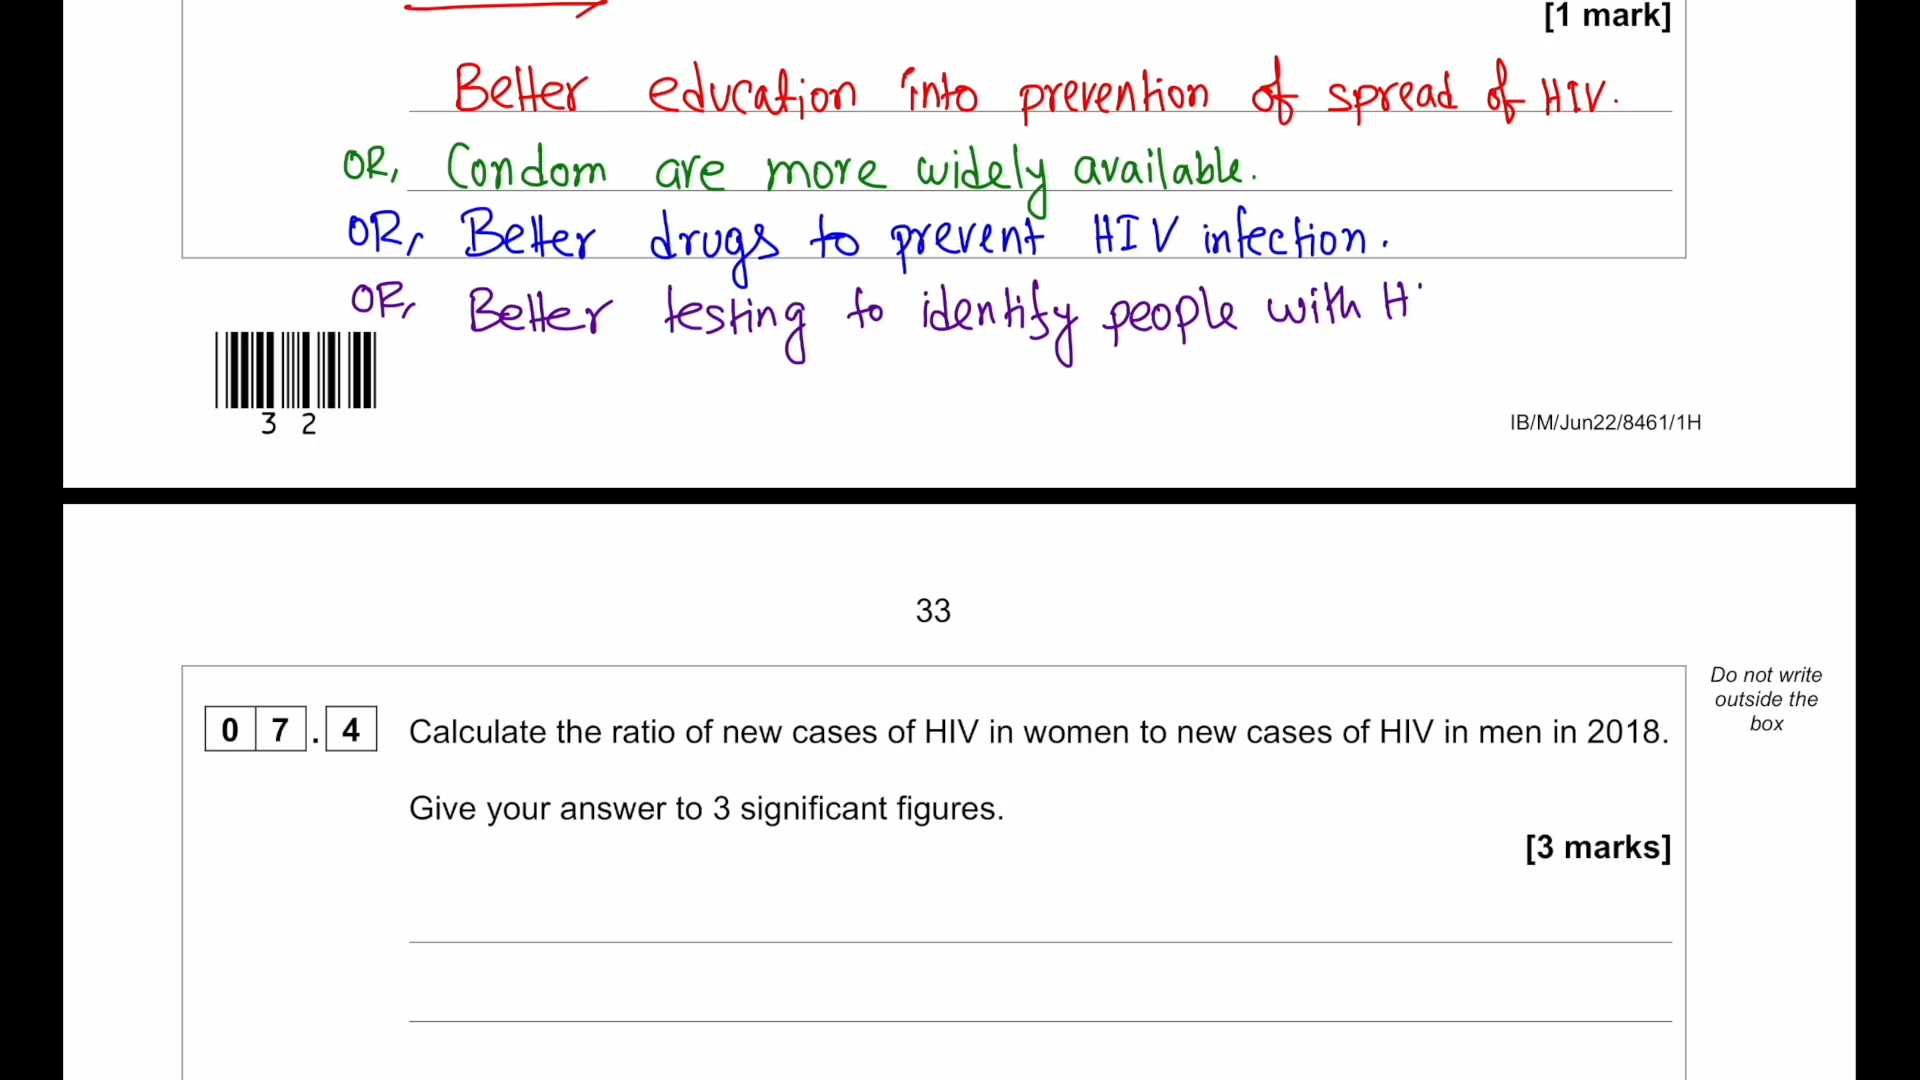 [1 mark]
Better education into prevention of spread of HIV.
OR, Condom are more widely available.
OR, Better drugs to prevent HIV infection.
OR, Better testing to identify people with H
3 2
IB/M/Jun22/8461/1H
33
Do not write
outside the
box
0 7 . 4 Calculate the ratio of new cases of HIV in women to new cases of HIV in men in 2018.
Give your answer to 3 significant figures.
[3 marks]